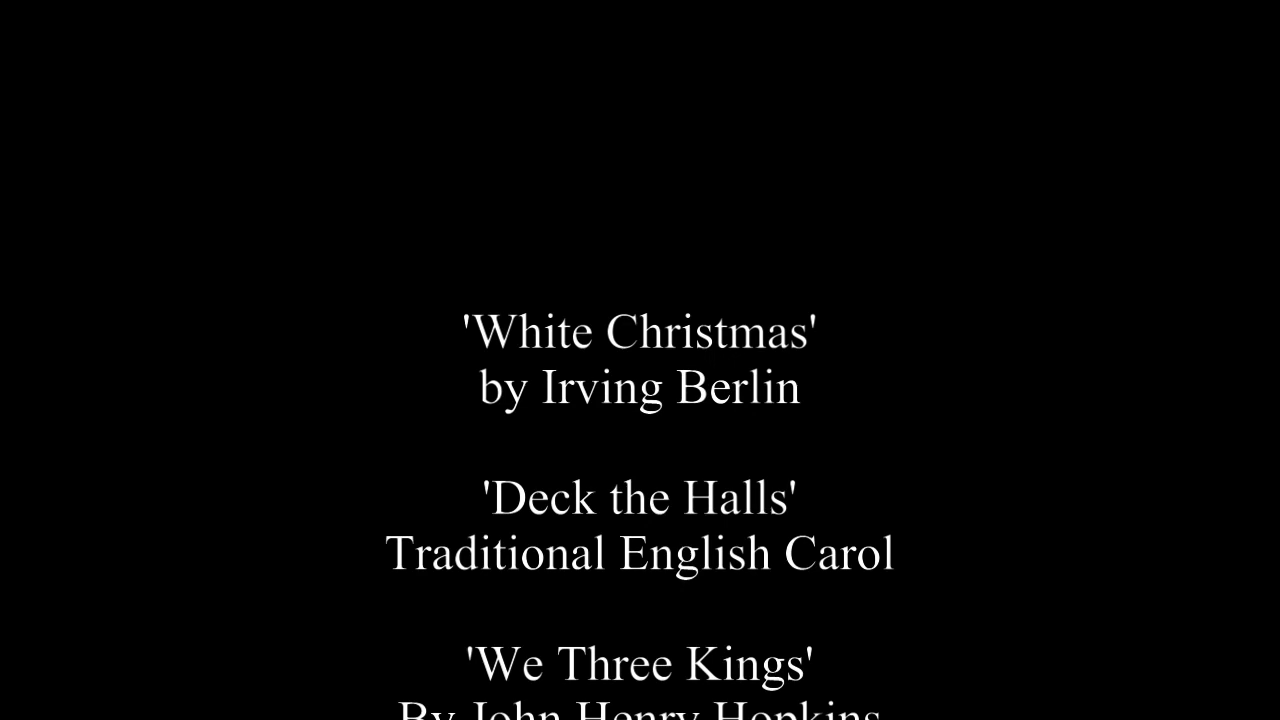 'White Christmas'
by Irving Berlin
'Deck the Halls'
Traditional English Carol
'We Three Kings'
By John Henry Hopkins